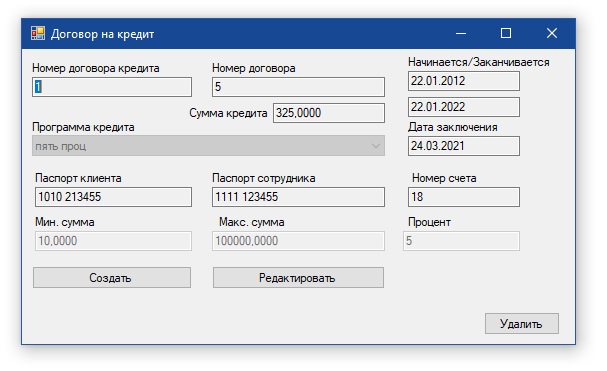 Договор на кредит
Номер договора кредита
Номер договора
Начинается/Заканчивается
1
5
22.01.2012
Сумма кредита
325,0000
22.01.2022
Программа кредита
Дата заключения
пять проц
24.03.2021
Паспорт клиента
Паспорт сотрудника
Номер счета
1010 213455
1111 123455
18
Мин. сумма
Макс. сумма
Процент
10,0000
100000,0000
5
Создать
Редактировать
Удалить